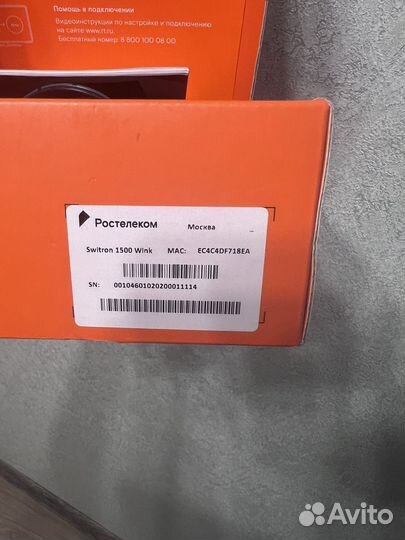 Помощь в подключении
Видеоинструкции по настройке и подключению
на сайте www.rt.ru.
Бесплатный номер: 8 800 100 08 00
Ростелеком Москва
Switron 1500 Wink MAC: EC4C4DF718EA
SN: 00104601020200011114
Avito